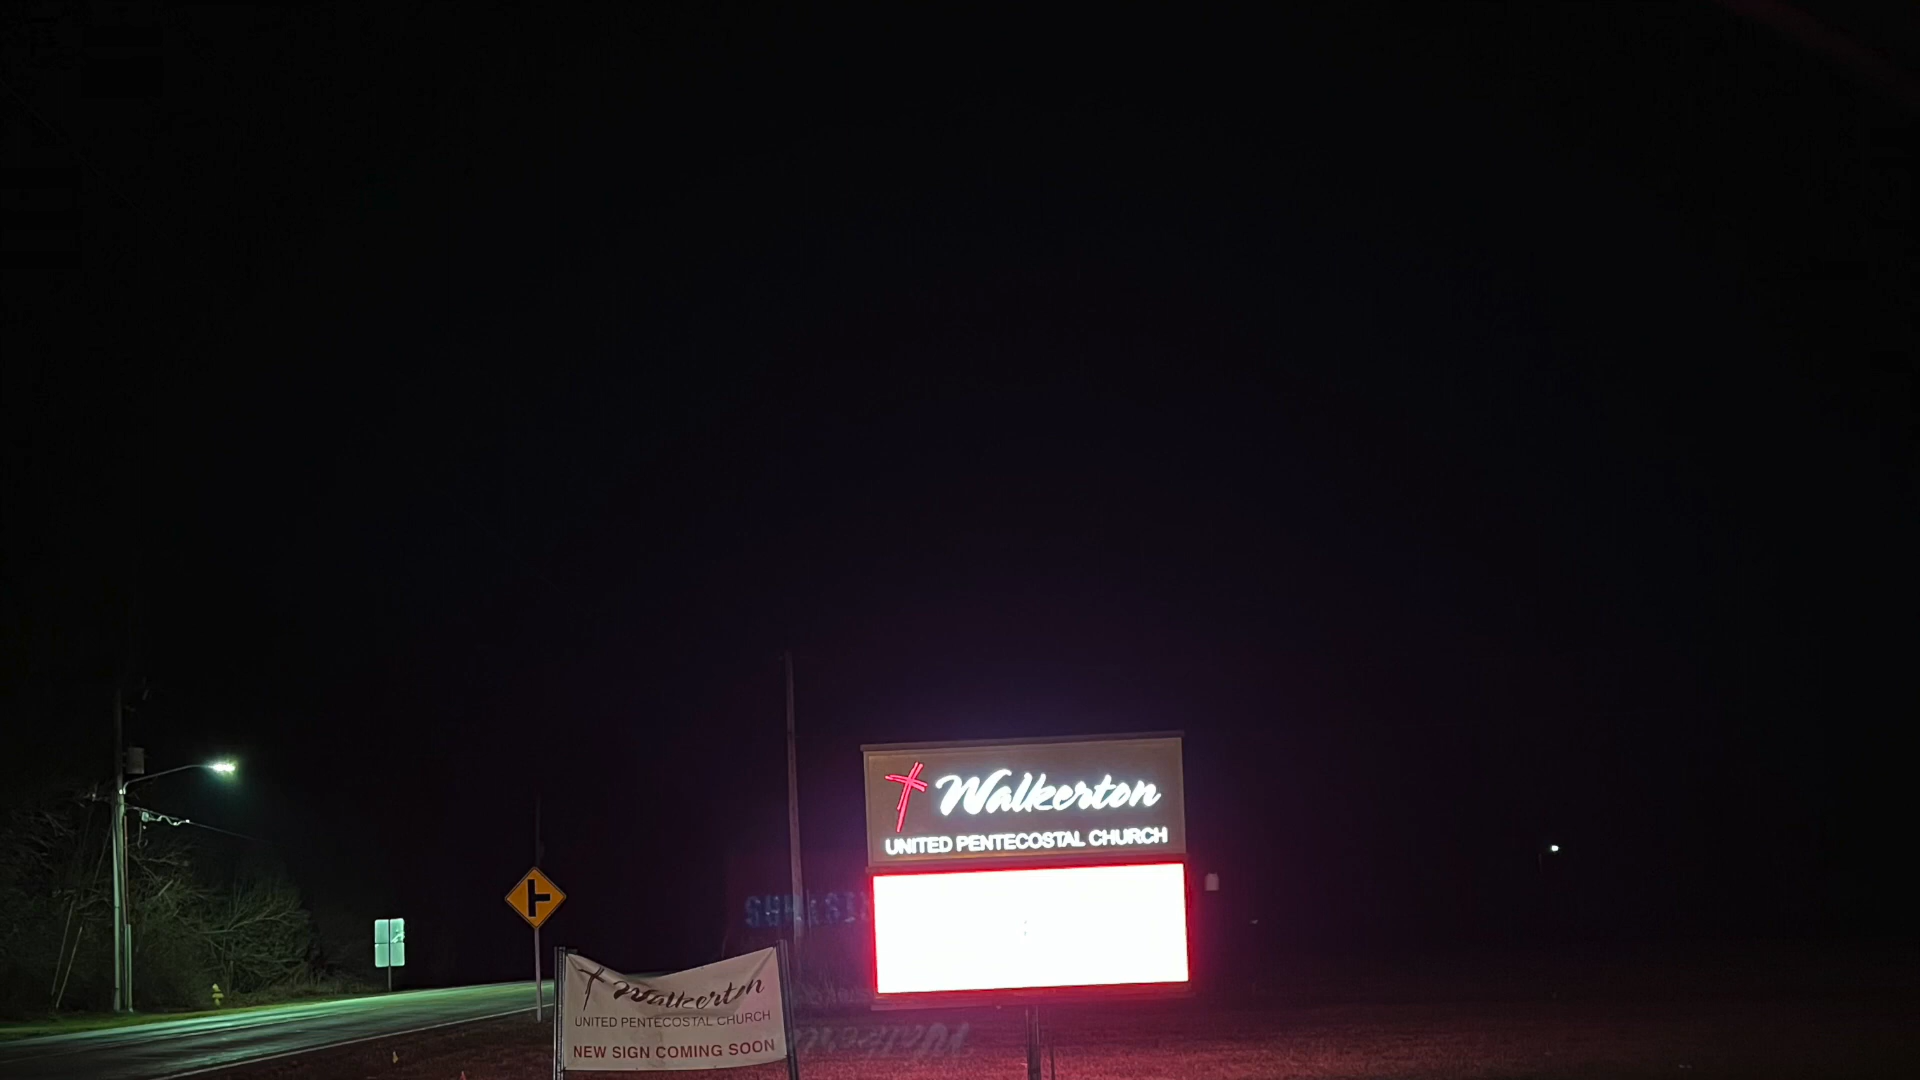 Walkerton
UNITED PENTECOSTAL CHURCH
Walkerton
UNITED PENTECOSTAL CHURCH
NEW SIGN COMING SOON